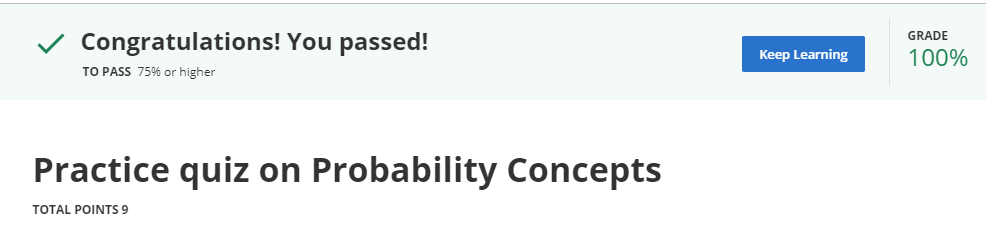 Congratulations! You passed!
TO PASS 75% or higher
Keep Learning
GRADE
100%
Practice quiz on Probability Concepts
TOTAL POINTS 9